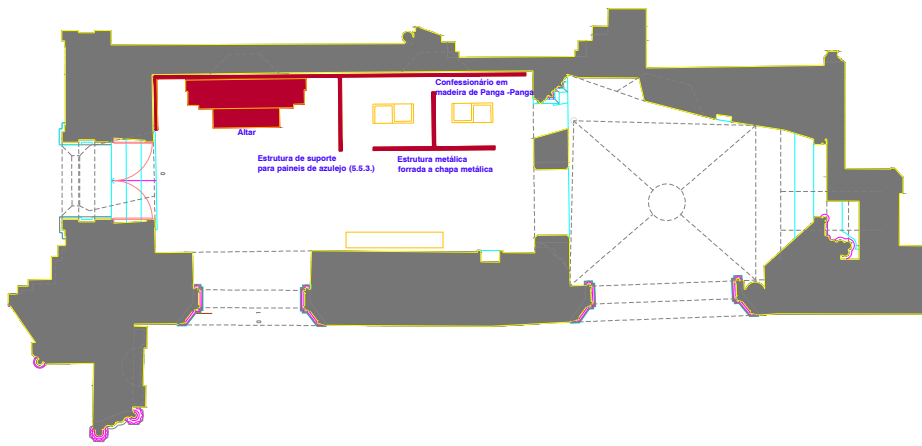 Confessionário em
madeira de Panga -Panga
Altar
Estrutura de suporte
para paineis de azulejo (5.5.3.)
Estrutura metálica
forrada a chapa metálica